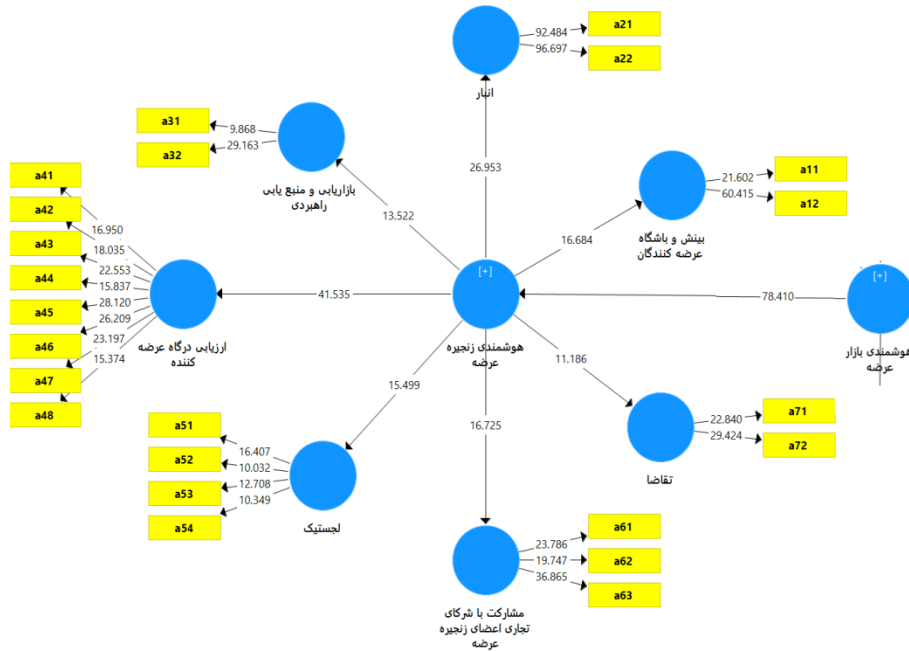 a21
92.484
96.697
a22
انبار
a31
9.868
29.163
a32
بازاریابی و منبع یابی
راهبردی
26.953
13.522
a11
21.602
60.415
a12
بینش و باشگاه
عرضه کنندگان
16.684
a41
a42
a43
a44
a45
a46
a47
a48
16.950
18.035
22.553
15.837
28.120
26.209
23.197
15.374
ارزیابی درگاه عرضه
کننده
41.535
[+]
هوشمندی زنجیره
عرضه
78.410
[+]
هوشمندی بازار
عرضه
15.499
16.725
11.186
a51
a52
a53
a54
16.407
10.032
12.708
10.349
لجستیک
a71
22.840
29.424
a72
تقاضا
a61
23.786
a62
19.747
36.865
a63
مشارکت با شرکای
تجاری اعضای زنجیره
عرضه